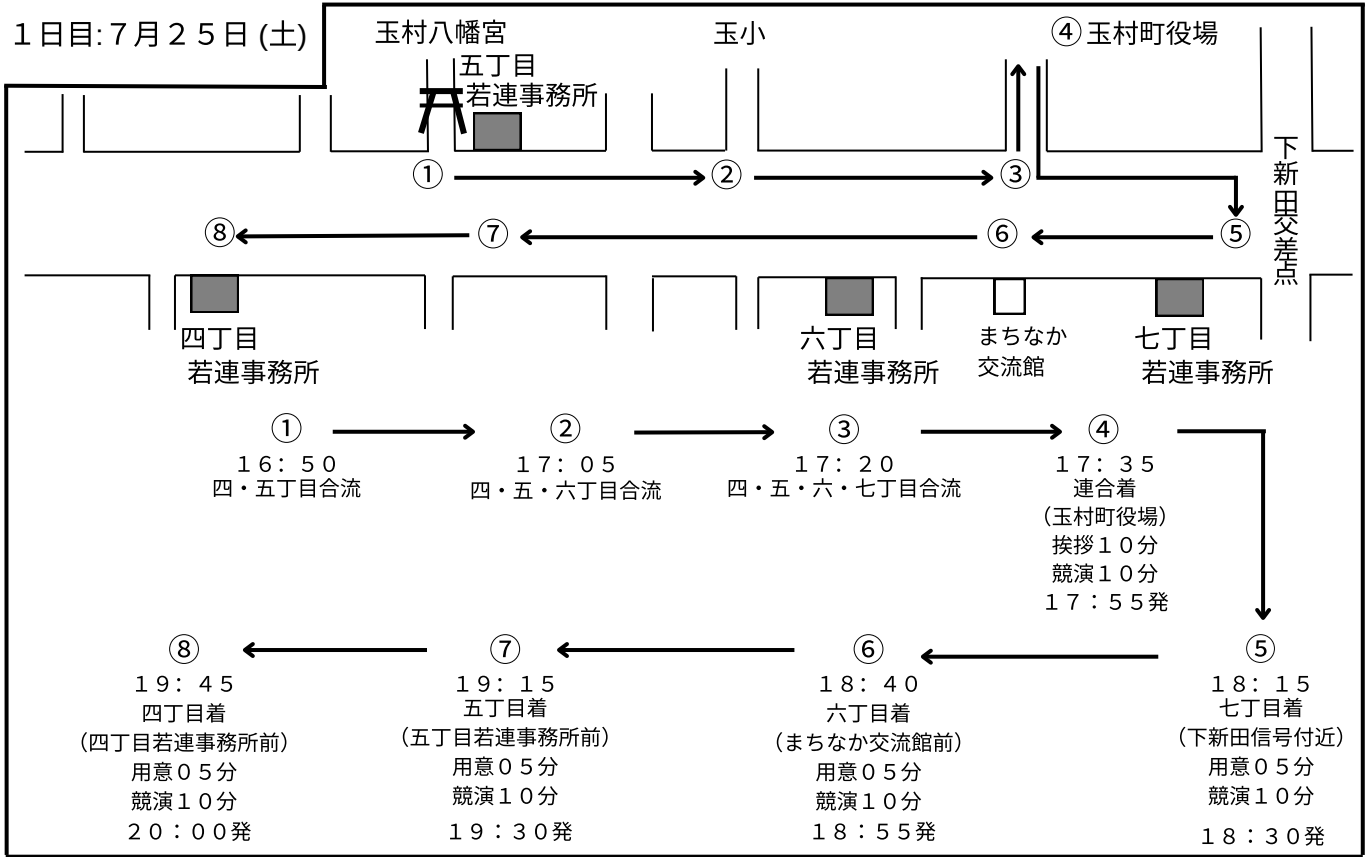 １日目:７月２５日 (土)
玉村八幡宮
玉小
④ 玉村町役場
五丁目
若連事務所
下新田交差点
①
②
③
⑧
⑦
⑥
⑤
四丁目
若連事務所
六丁目
若連事務所
まちなか
交流館
七丁目
若連事務所
①
１６：５０
四・五丁目合流
②
１７：０５
四・五・六丁目合流
③
１７：２０
四・五・六・七丁目合流
④
１７：３５
連合着
（玉村町役場）
挨拶１０分
競演１０分
１７：５５発
⑤
１８：１５
七丁目着
（下新田信号付近）
用意０５分
競演１０分
１８：３０発
⑥
１８：４０
六丁目着
（まちなか交流館前）
用意０５分
競演１０分
１８：５５発
⑦
１９：１５
五丁目着
（五丁目若連事務所前）
用意０５分
競演１０分
１９：３０発
⑧
１９：４５
四丁目着
（四丁目若連事務所前）
用意０５分
競演１０分
２０：００発